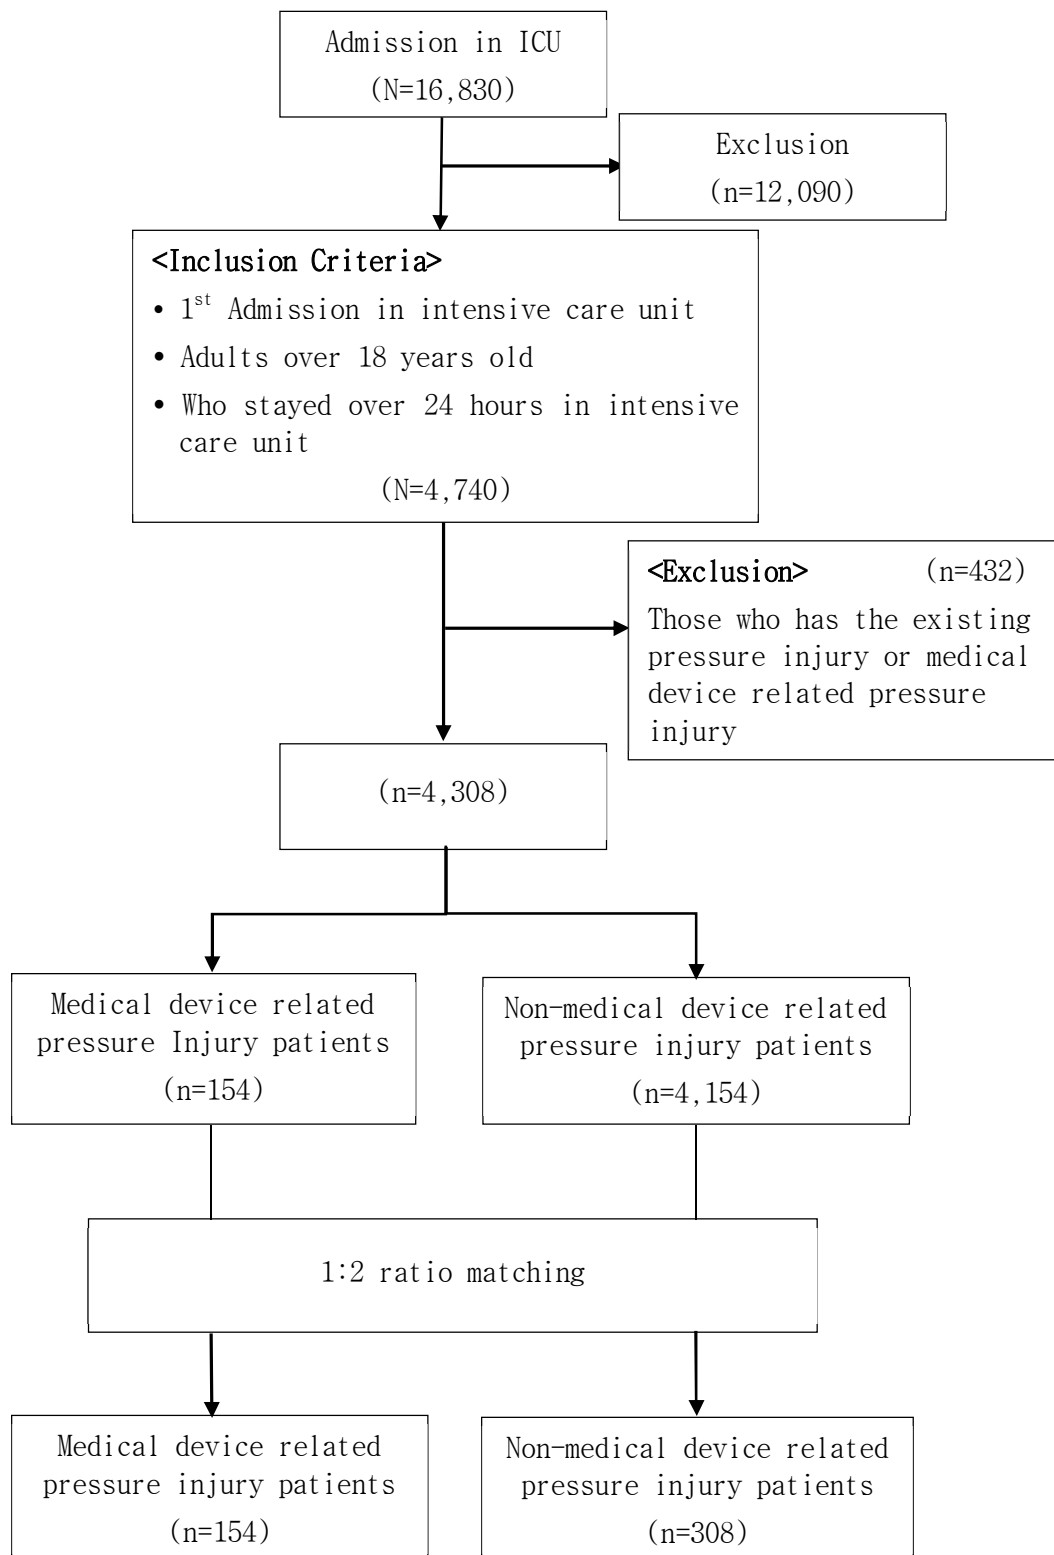 Admission in ICU
(N=16,830)
Exclusion
(n=12,090)
<Inclusion Criteria>
• 1st Admission in intensive care unit
• Adults over 18 years old
• Who stayed over 24 hours in intensive
care unit
(N=4,740)
<Exclusion> (n=432)
Those who has the existing
pressure injury or medical
device related pressure
injury
(n=4,308)
Medical device related
pressure Injury patients
(n=154)
Non-medical device related
pressure injury patients
(n=4,154)
1:2 ratio matching
Medical device related
pressure injury patients
(n=154)
Non-medical device related
pressure injury patients
(n=308)